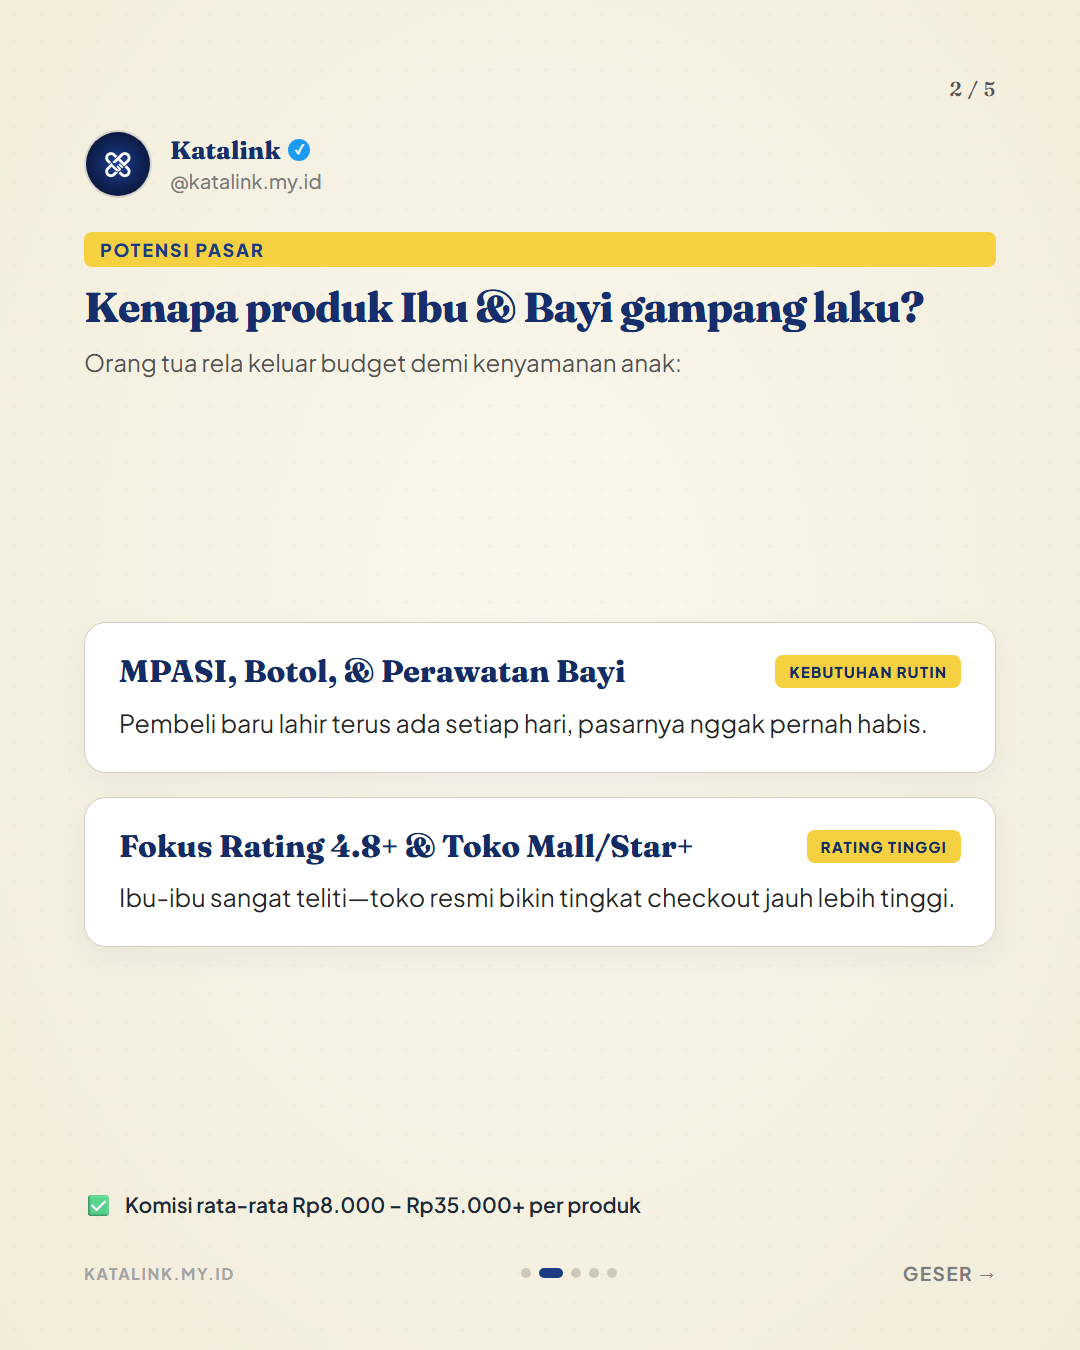 2 / 5
Katalink
@katalink.my.id
POTENSI PASAR
Kenapa produk Ibu & Bayi gampang laku?
Orang tua rela keluar budget demi kenyamanan anak:
MPASI, Botol, & Perawatan Bayi
KEBUTUHAN RUTIN
Pembeli baru lahir terus ada setiap hari, pasarnya nggak pernah habis.
Fokus Rating 4.8+ & Toko Mall/Star+
RATING TINGGI
Ibu-ibu sangat teliti—toko resmi bikin tingkat checkout jauh lebih tinggi.
✅ Komisi rata-rata Rp8.000 – Rp35.000+ per produk
KATALINK.MY.ID
GESER →